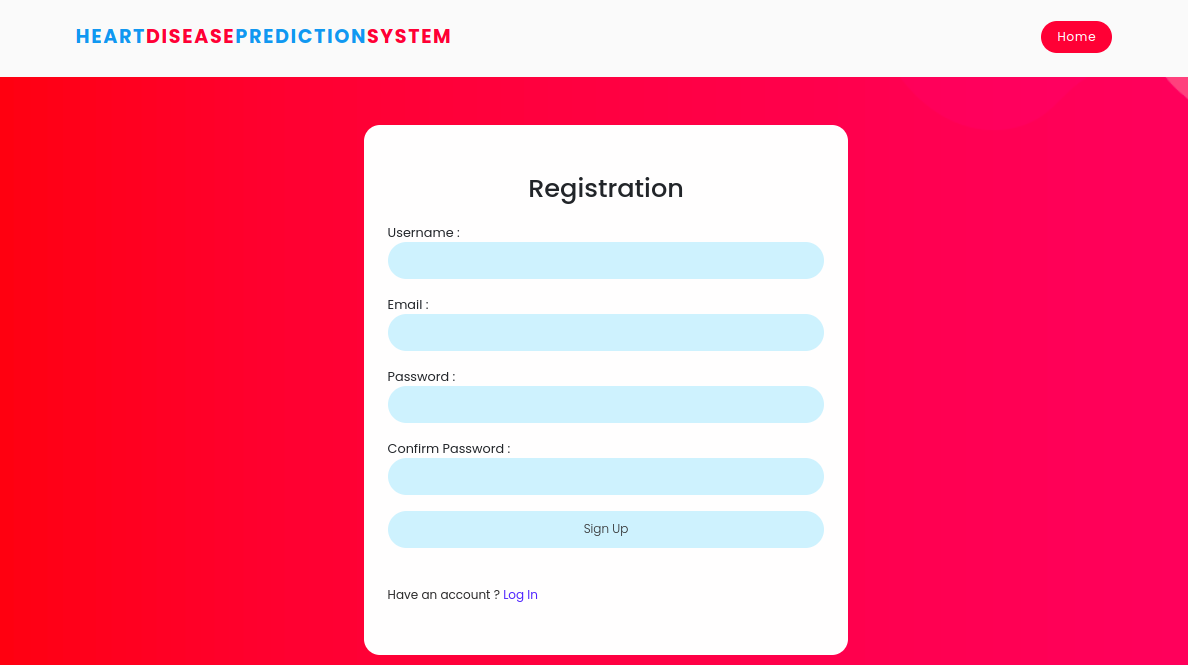 HEARTDISEASEPREDICTIONSYSTEM
Home
Registration
Username :
Email :
Password :
Confirm Password :
Sign Up
Have an account ? Log In